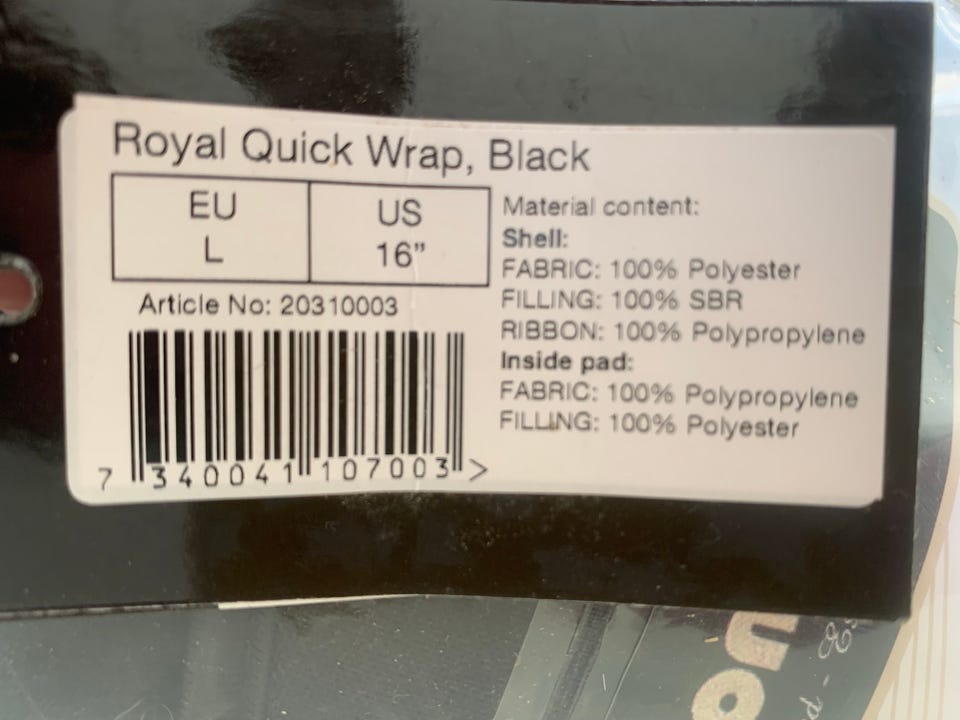 Royal Quick Wrap, Black
EU
L
US
16”
Article No: 20310003
7 340041 107003 >
Material content:
Shell:
FABRIC: 100% Polyester
FILLING: 100% SBR
RIBBON: 100% Polypropylene
Inside pad:
FABRIC: 100% Polypropylene
FILLING: 100% Polyester